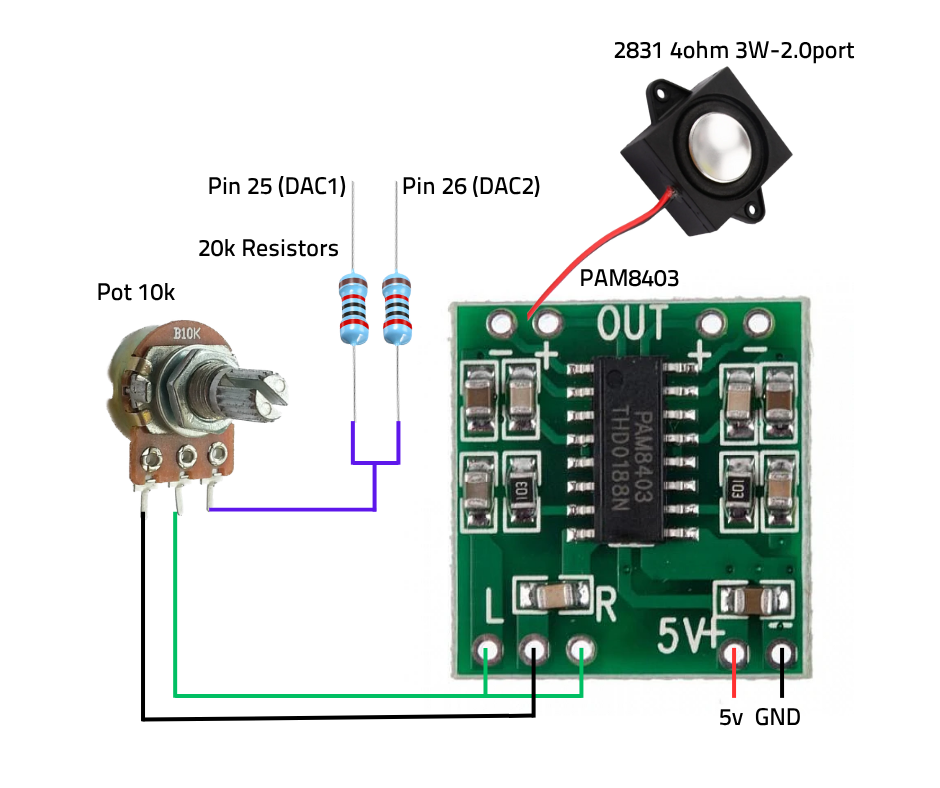 2831 4ohm 3W-2.0port
Pin 25 (DAC1)
Pin 26 (DAC2)
20k Resistors
PAM8403
Pot 10k
B10K
OUT
- +
+ -
PAM8403
THD0188N
103
103
L
R
5V+
-
5v GND